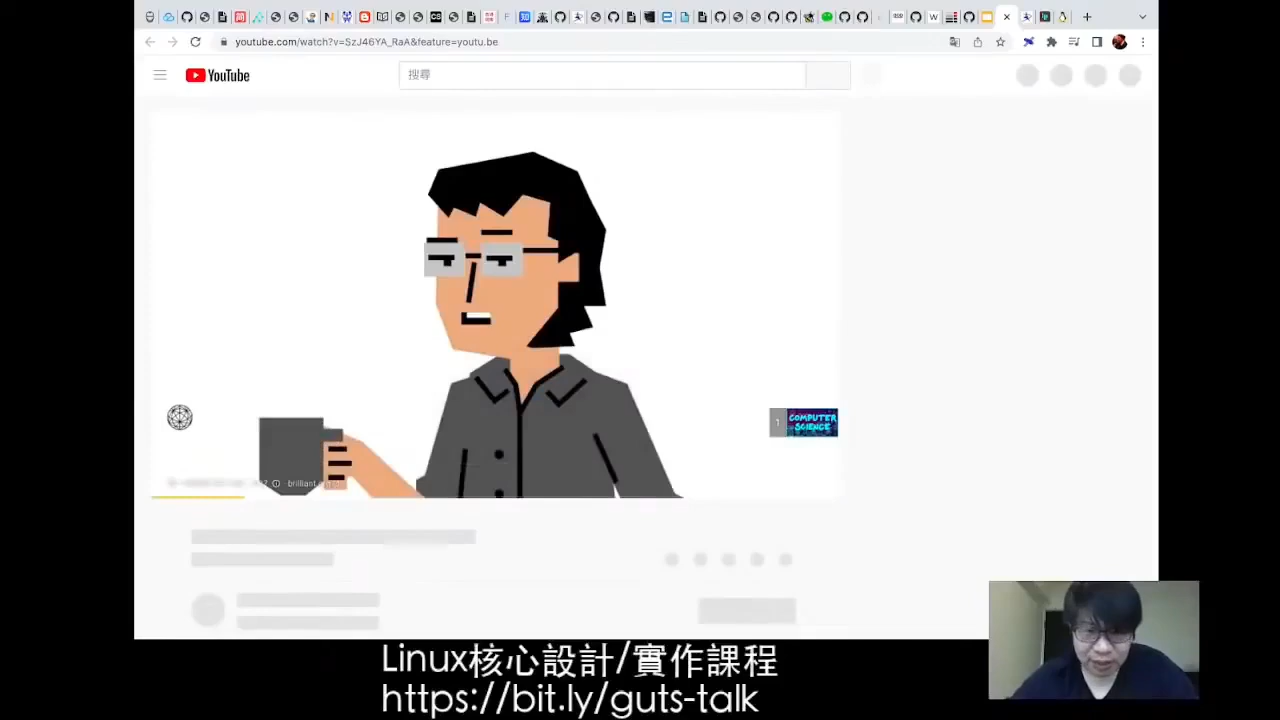 youtube.com/watch?v=SzJ46YA_RaA&feature=youtu.be
YouTube
搜尋
1
COMPUTER
SCIENCE
brilliant
Linux核心設計/實作課程
https://bit.ly/guts-talk